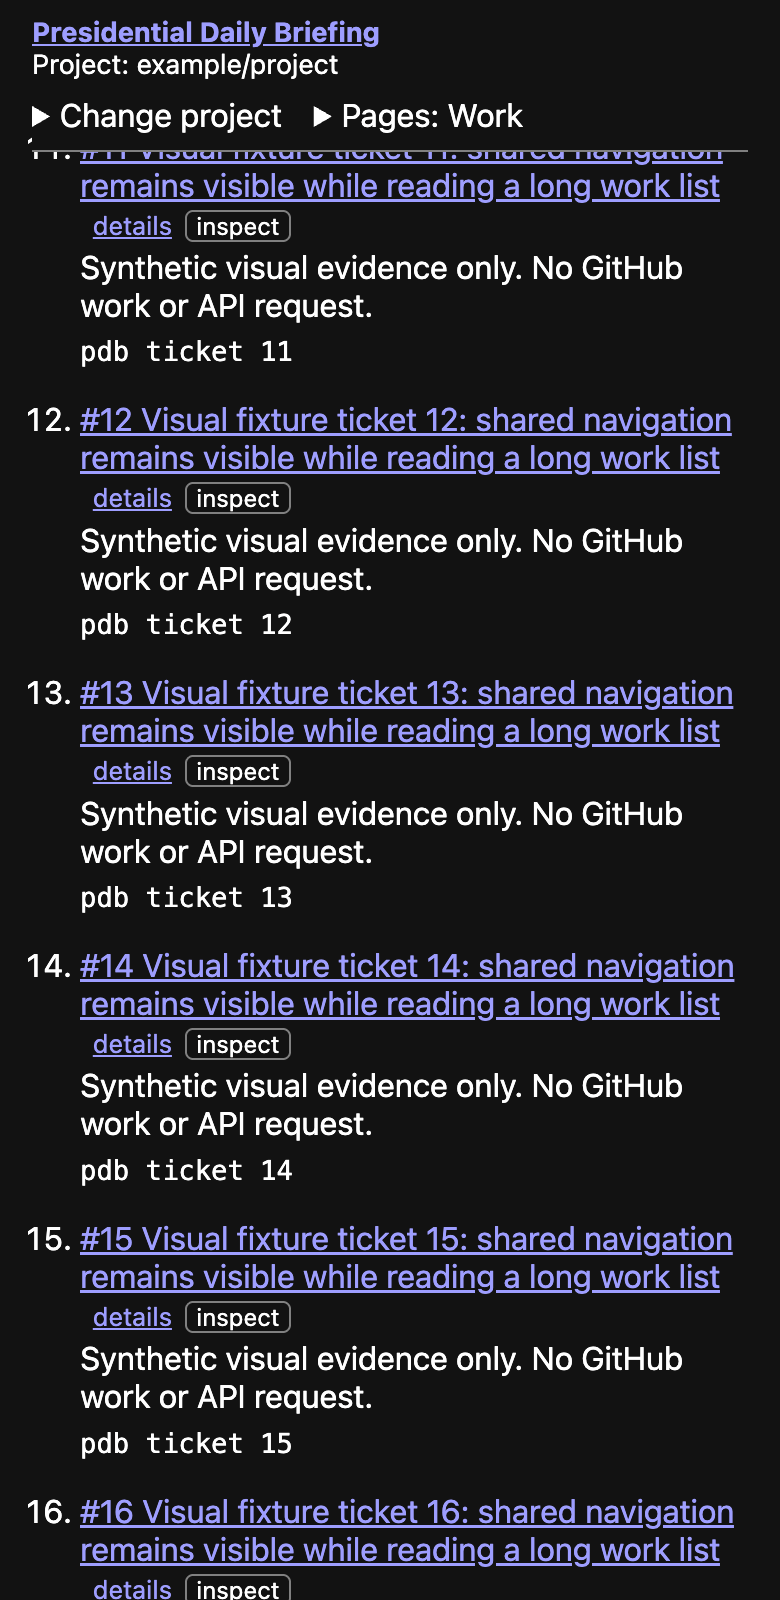 Presidential Daily Briefing
Project: example/project
▶ Change project ▶ Pages: Work
11. #11 Visual fixture ticket 11: shared navigation
remains visible while reading a long work list
details inspect
Synthetic visual evidence only. No GitHub
work or API request.
pdb ticket 11
12. #12 Visual fixture ticket 12: shared navigation
remains visible while reading a long work list
details inspect
Synthetic visual evidence only. No GitHub
work or API request.
pdb ticket 12
13. #13 Visual fixture ticket 13: shared navigation
remains visible while reading a long work list
details inspect
Synthetic visual evidence only. No GitHub
work or API request.
pdb ticket 13
14. #14 Visual fixture ticket 14: shared navigation
remains visible while reading a long work list
details inspect
Synthetic visual evidence only. No GitHub
work or API request.
pdb ticket 14
15. #15 Visual fixture ticket 15: shared navigation
remains visible while reading a long work list
details inspect
Synthetic visual evidence only. No GitHub
work or API request.
pdb ticket 15
16. #16 Visual fixture ticket 16: shared navigation
remains visible while reading a long work list
details inspect